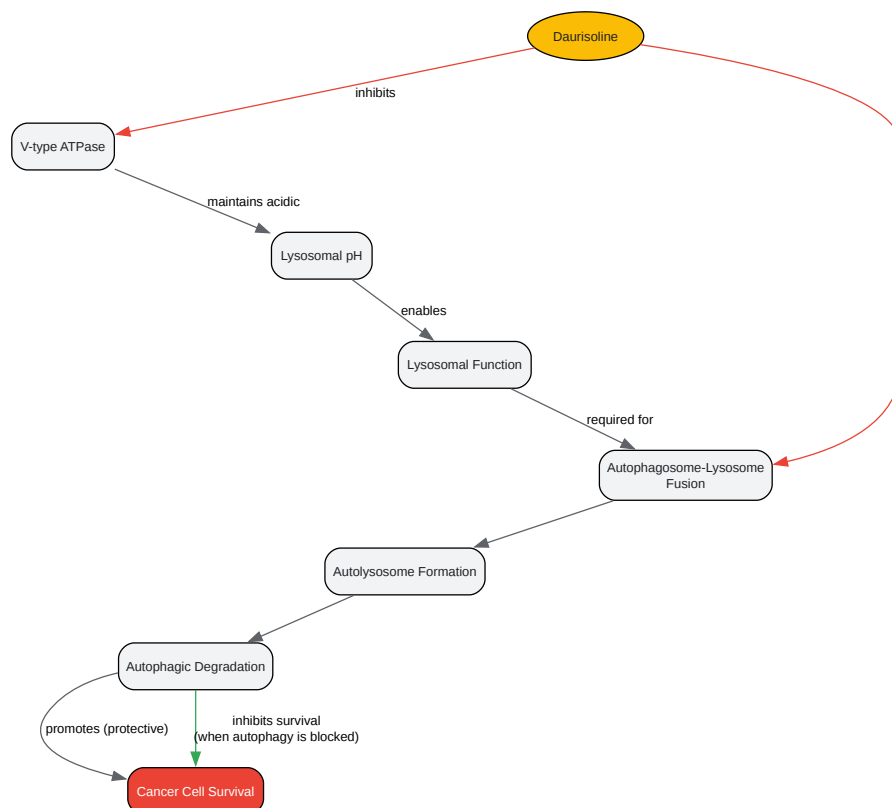 Daurisoline
inhibits
V-type ATPase
maintains acidic
Lysosomal pH
enables
Lysosomal Function
required for
Autophagosome-Lysosome
Fusion
Autolysosome Formation
Autophagic Degradation
promotes (protective)
inhibits survival
(when autophagy is blocked)
Cancer Cell Survival